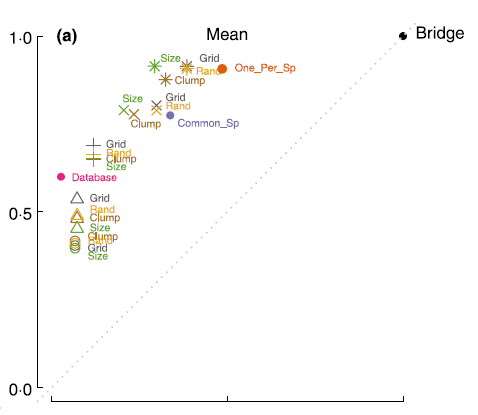 (a) Mean
1·0
Bridge
Size
Grid
Rand
One_Per_Sp
Clump
Size
Grid
Rand
Clump
Common_Sp
Grid
Rand
Clump
Size
Database
Grid
Rand
Clump
0·5
Size
Clump
Rand
Grid
Size
0·0